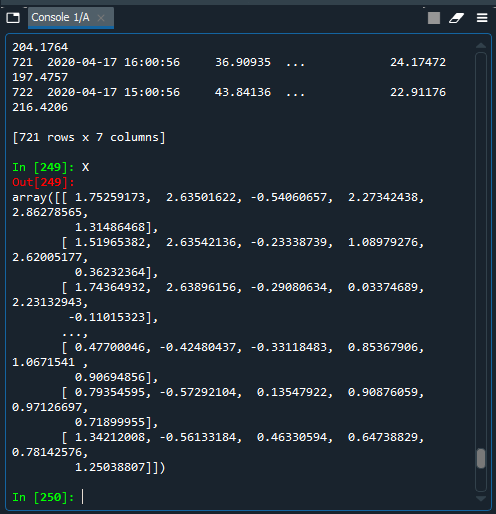 Console 1/A
204.1764
721  2020-04-17 16:00:56     36.90935  ...            24.17472
197.4757
722  2020-04-17 15:00:56     43.84136  ...            22.91176
216.4206
[721 rows x 7 columns]
In [249]: X
Out[249]:
array([[ 1.75259173,  2.63501622, -0.54060657,  2.27342438,
2.86278565,
         1.31486468],
       [ 1.51965382,  2.63542136, -0.23338739,  1.08979276,
2.62005177,
         0.36232364],
       [ 1.74364932,  2.63896156, -0.29080634,  0.03374689,
2.23132943,
        -0.11015323],
       ...,
       [ 0.47700046, -0.42480437, -0.33118483,  0.85367906,
1.0671541 ,
         0.90694856],
       [ 0.79354595, -0.57292104,  0.13547922,  0.90876059,
0.97126697,
         0.71899955],
       [ 1.34212008, -0.56133184,  0.46330594,  0.64738829,
0.78142576,
         1.25038807]])
In [250]: